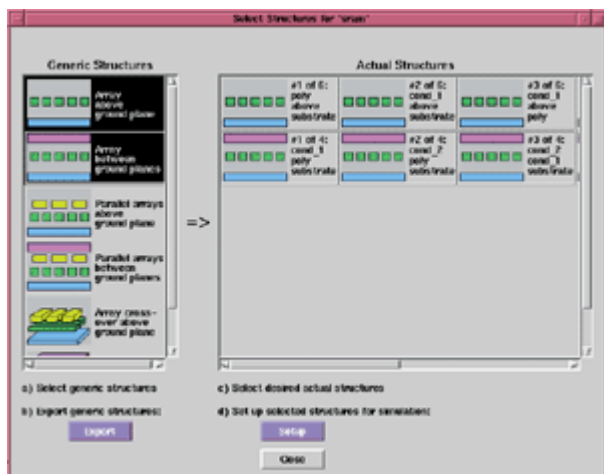 Select Structures for "sram"
Generic Structures
Actual Structures
Array
above
ground plane
Array
between
ground planes
Parallel arrays
above
ground plane
Parallel arrays
between
ground planes
Array cross-
over above
ground plane
=>
#1 of 6:
poly
above
substrate
#2 of 6:
cond_1
above
substrate
#3 of 6:
cond_1
above
poly
#1 of 4:
cond_1
poly
substrate
#2 of 4:
cond_2
poly
substrate
#3 of 4:
cond_2
cond_1
substrate
a) Select generic structures
b) Export generic structures:
Export
c) Select desired actual structures
d) Set up selected structures for simulation:
Setup
Close